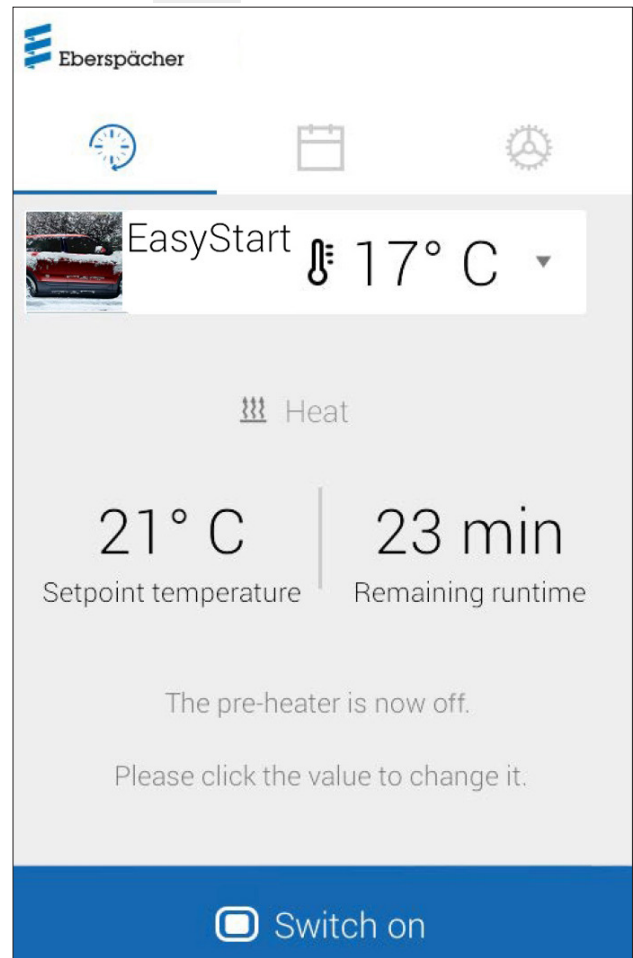 Eberspächer
EasyStart 17° C
Heat
21° C 23 min
Setpoint temperature Remaining runtime
The pre-heater is now off.
Please click the value to change it.
Switch on